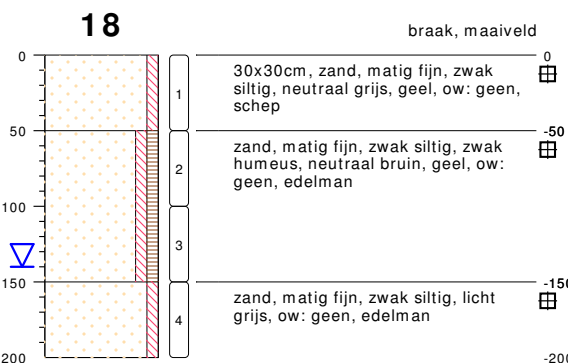 18
braak, maaiveld
0
0
1
30x30cm, zand, matig fijn, zwak
siltig, neutraal grijs, geel, ow: geen,
schep
50
-50
2
zand, matig fijn, zwak siltig, zwak
humeus, neutraal bruin, geel, ow:
geen, edelman
100
3
150
-150
4
zand, matig fijn, zwak siltig, licht
grijs, ow: geen, edelman
200
-200